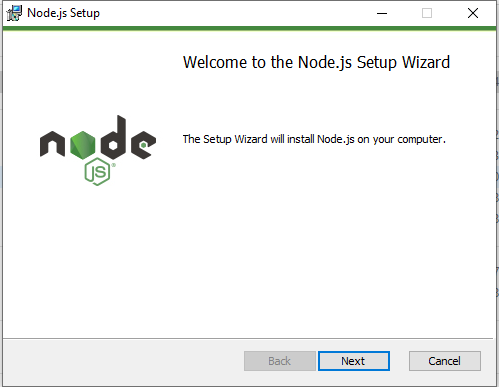 Node.js Setup
Welcome to the Node.js Setup Wizard
The Setup Wizard will install Node.js on your computer.
node
JS
Back
Next
Cancel